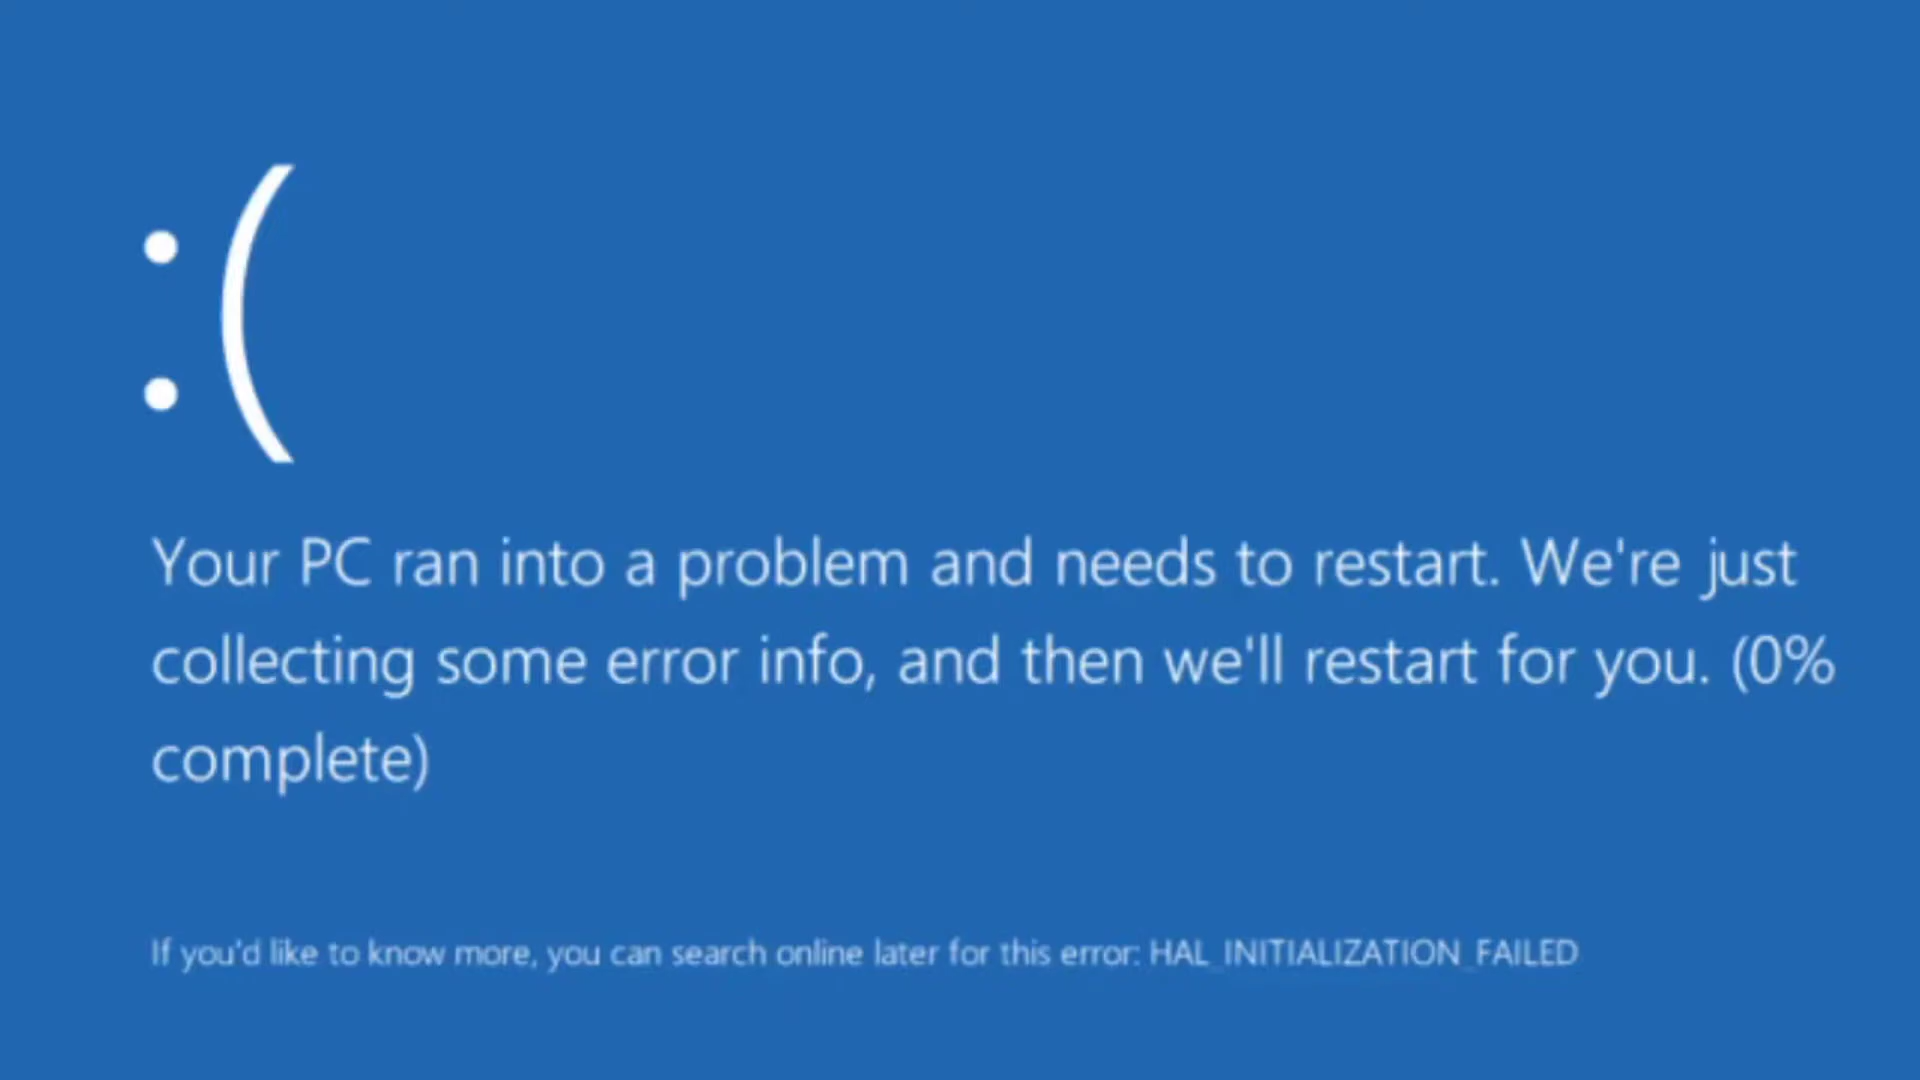 :(
Your PC ran into a problem and needs to restart. We're just
collecting some error info, and then we'll restart for you. (0%
complete)
If you'd like to know more, you can search online later for this error: HAL_INITIALIZATION_FAILED